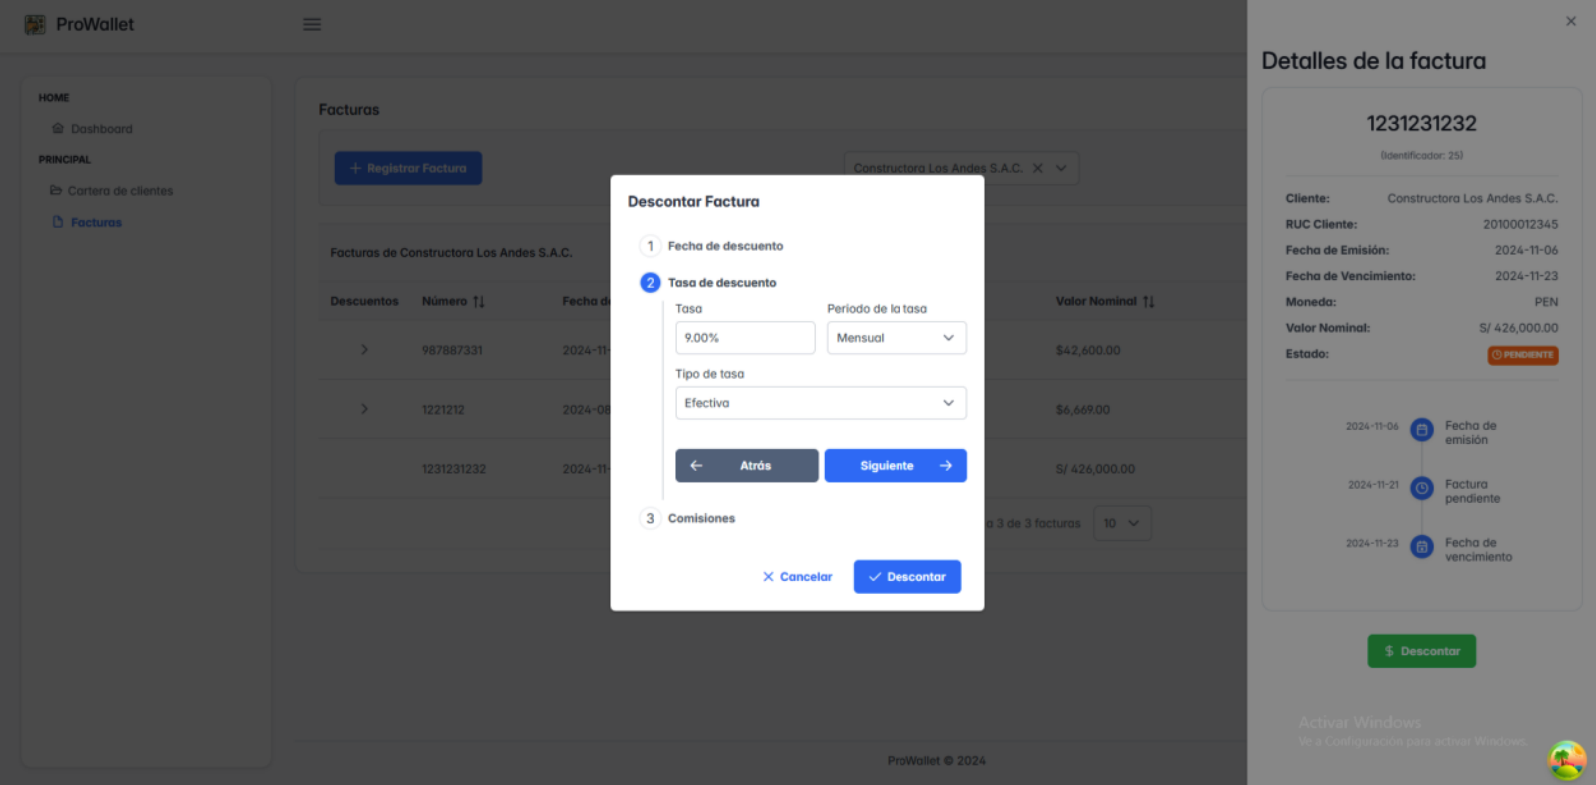 ProWallet
HOME
Dashboard
PRINCIPAL
Cartera de clientes
Facturas
Facturas
+ Registrar Factura
Constructora Los Andes S.A.C.
Facturas de Constructora Los Andes S.A.C.
Descuentos Número Fecha de Valor Nominal
987887331 2024-11- $42,600.00
1221212 2024-08 $6,669.00
1231231232 2024-11- S/ 426,000.00
a 3 de 3 facturas 10
ProWallet © 2024
Descontar Factura
1 Fecha de descuento
2 Tasa de descuento
Tasa Periodo de la tasa
9.00% Mensual
Tipo de tasa
Efectiva
Atrás Siguiente
3 Comisiones
Cancelar Descontar
Detalles de la factura
1231231232
(Identificador: 25)
Cliente: Constructora Los Andes S.A.C.
RUC Cliente: 20100012345
Fecha de Emisión: 2024-11-06
Fecha de Vencimiento: 2024-11-23
Moneda: PEN
Valor Nominal: S/ 426,000.00
Estado: PENDIENTE
2024-11-06 Fecha de
emisión
2024-11-21 Factura
pendiente
2024-11-23 Fecha de
vencimiento
$ Descontar
Activar Windows
Ve a Configuración para activar Windows.